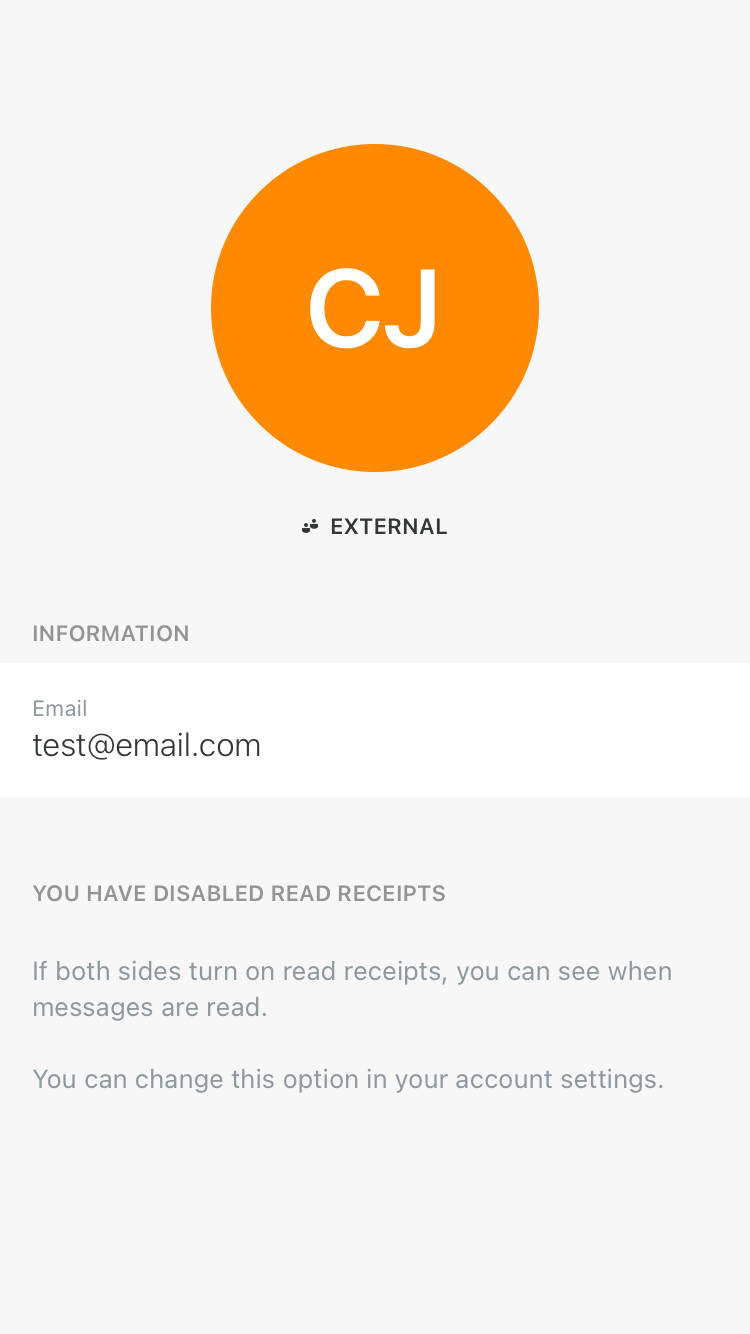 CJ
EXTERNAL
INFORMATION
Email
test@email.com
YOU HAVE DISABLED READ RECEIPTS
If both sides turn on read receipts, you can see when
messages are read.
You can change this option in your account settings.